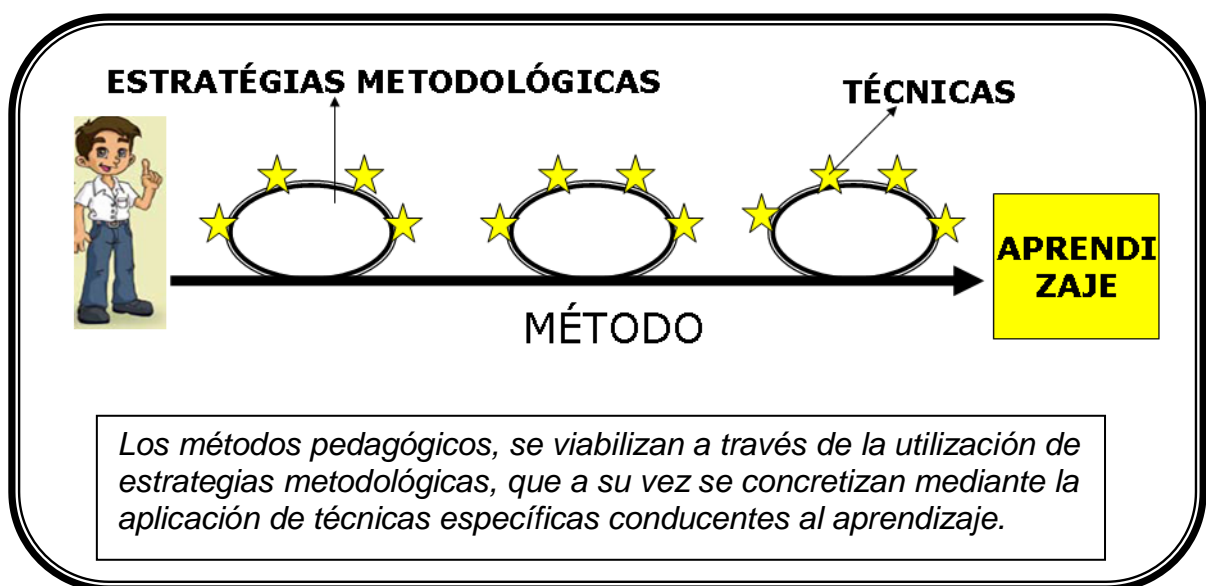 ESTRATÉGIAS METODOLÓGICAS
TÉCNICAS
APRENDI
ZAJE
MÉTODO
Los métodos pedagógicos, se viabilizan a través de la utilización de
estrategias metodológicas, que a su vez se concretizan mediante la
aplicación de técnicas específicas conducentes al aprendizaje.